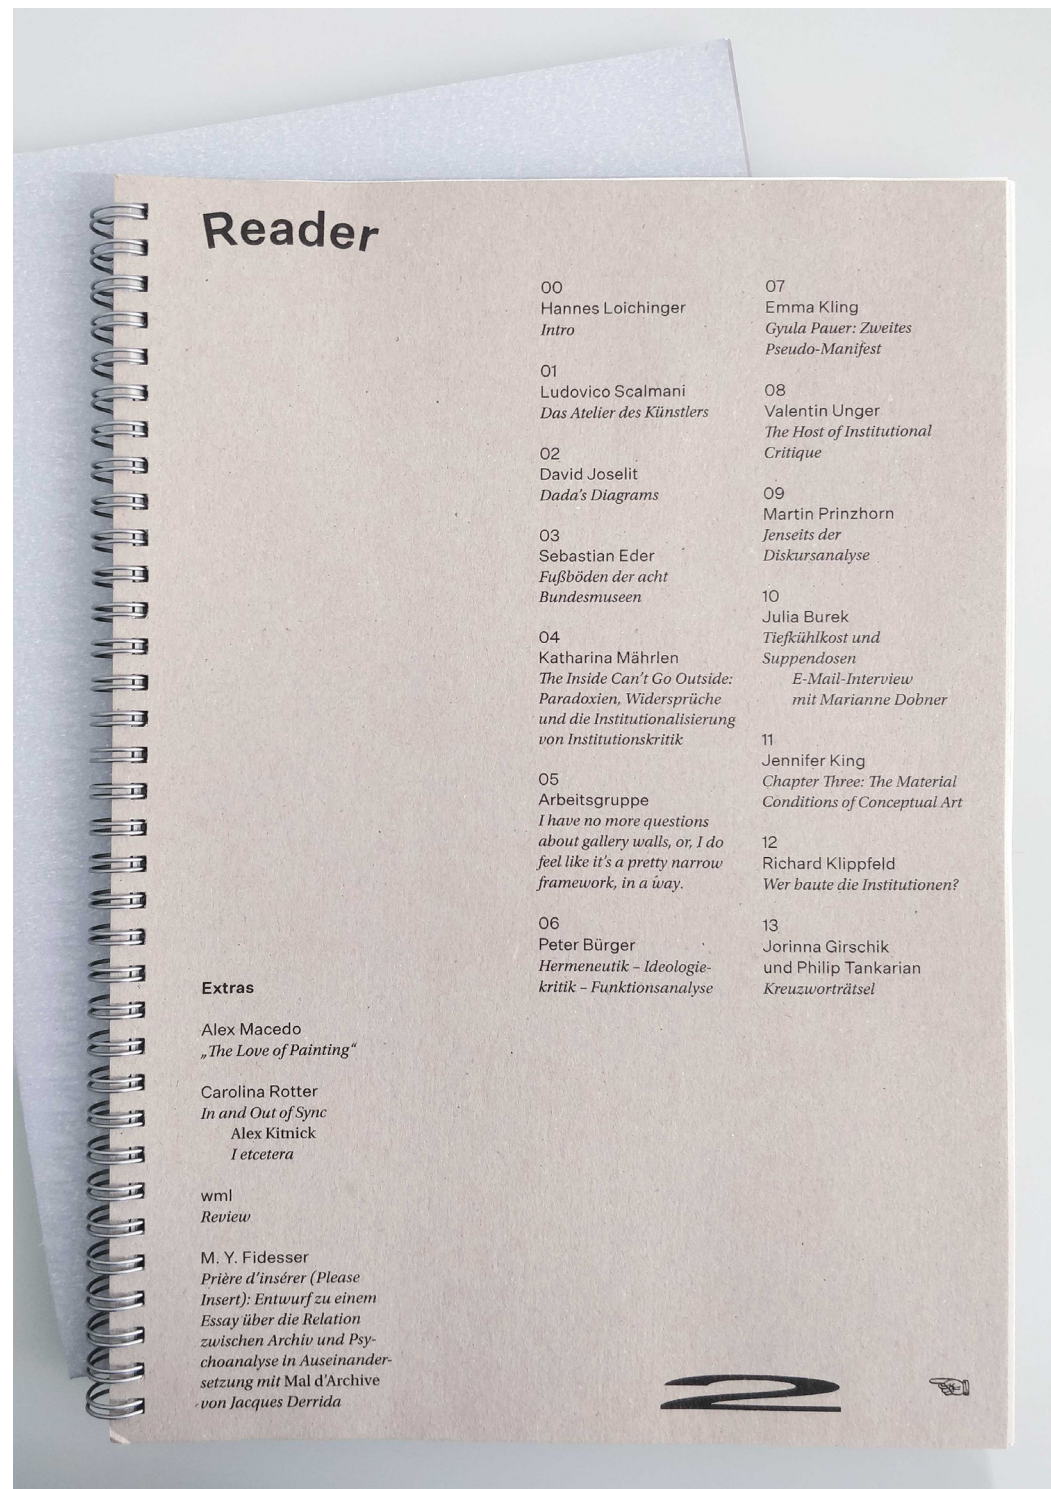 Reader
00
Hannes Loichinger
Intro
01
Ludovico Scalmani
Das Atelier des Künstlers
02
David Joselit
Dada's Diagrams
03
Sebastian Eder
Fußböden der acht
Bundesmuseen
04
Katharina Mährlen
The Inside Can't Go Outside:
Paradoxien, Widersprüche
und die Institutionalisierung
von Institutionskritik
05
Arbeitsgruppe
I have no more questions
about gallery walls, or, I do
feel like it's a pretty narrow
framework, in a way.
06
Peter Bürger
Hermeneutik – Ideologie-
kritik – Funktionsanalyse
07
Emma Kling
Gyula Pauer: Zweites
Pseudo-Manifest
08
Valentin Unger
The Host of Institutional
Critique
09
Martin Prinzhorn
Jenseits der
Diskursanalyse
10
Julia Burek
Tiefkühlkost und
Suppendosen
E-Mail-Interview
mit Marianne Dobner
11
Jennifer King
Chapter Three: The Material
Conditions of Conceptual Art
12
Richard Klippfeld
Wer baute die Institutionen?
13
Jorinna Girschik
und Philip Tankarian
Kreuzworträtsel
Extras
Alex Macedo
„The Love of Painting“
Carolina Rotter
In and Out of Sync
Alex Kitnick
I etcetera
wml
Review
M. Y. Fidesser
Prière d'insérer (Please
Insert): Entwurf zu einem
Essay über die Relation
zwischen Archiv und Psy-
choanalyse in Auseinander-
setzung mit Mal d'Archive
von Jacques Derrida
2